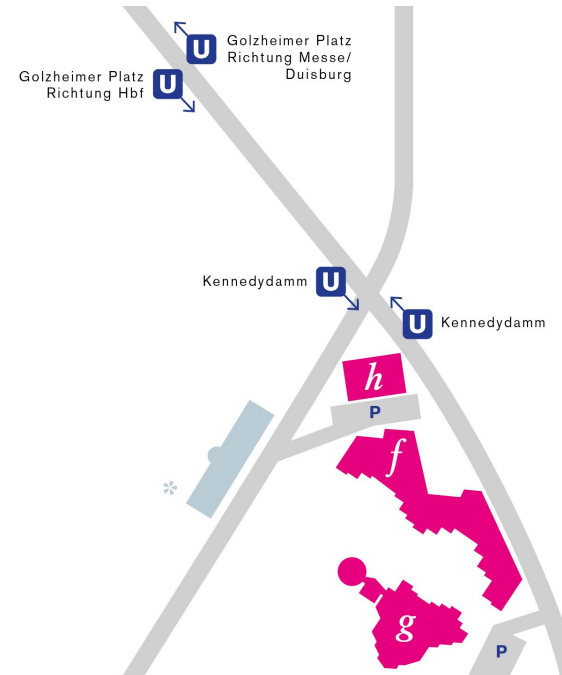 U
Golzheimer Platz
Richtung Messe/
Duisburg
Golzheimer Platz
Richtung Hbf
U
Kennedydamm
U
U
Kennedydamm
h
P
f
*
g
P